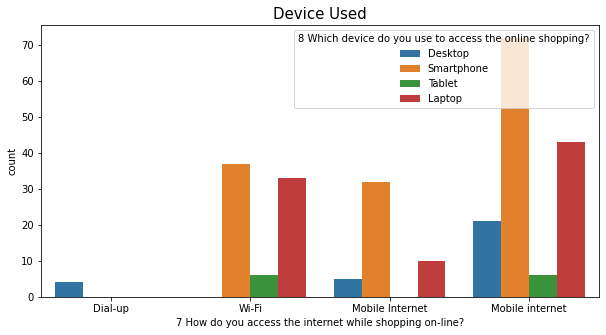 Device Used
8 Which device do you use to access the online shopping?
Desktop
Smartphone
Tablet
Laptop
count
70
60
50
40
30
20
10
0
Dial-up Wi-Fi Mobile Internet Mobile internet
7 How do you access the internet while shopping on-line?